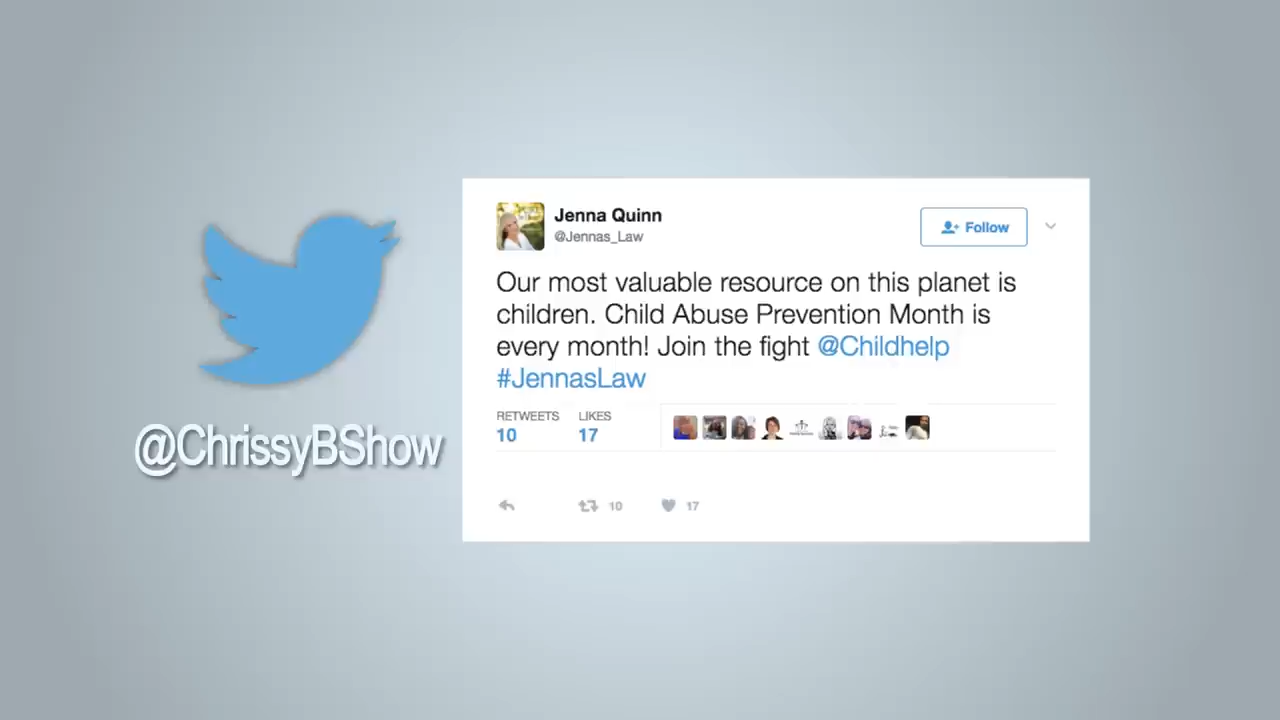 Jenna Quinn
@Jennas_Law
Follow
Our most valuable resource on this planet is
children. Child Abuse Prevention Month is
every month! Join the fight @Childhelp
#JennasLaw
RETWEETS LIKES
10 17
10 17
@ChrissyBShow